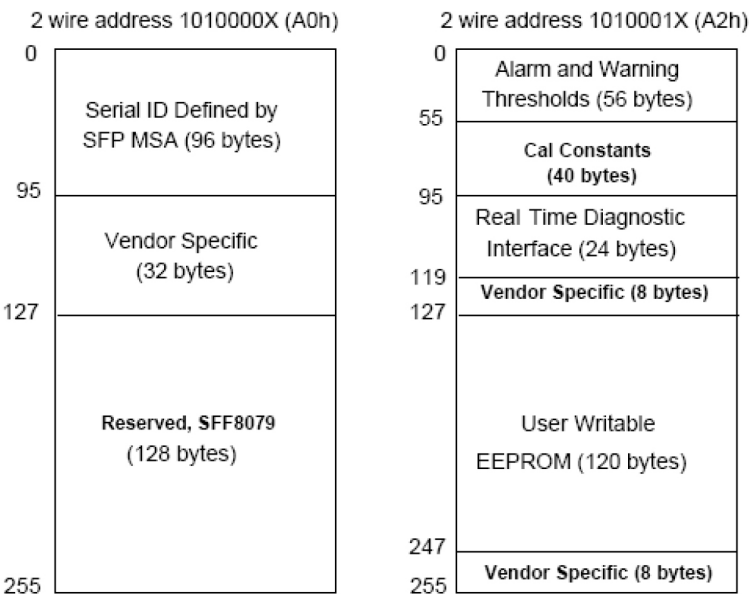 2 wire address 1010000X (A0h)
0
Serial ID Defined by
SFP MSA (96 bytes)
95
Vendor Specific
(32 bytes)
127
Reserved, SFF8079
(128 bytes)
255
2 wire address 1010001X (A2h)
0
Alarm and Warning
Thresholds (56 bytes)
55
Cal Constants
(40 bytes)
95
Real Time Diagnostic
Interface (24 bytes)
119
Vendor Specific (8 bytes)
127
User Writable
EEPROM (120 bytes)
247
Vendor Specific (8 bytes)
255